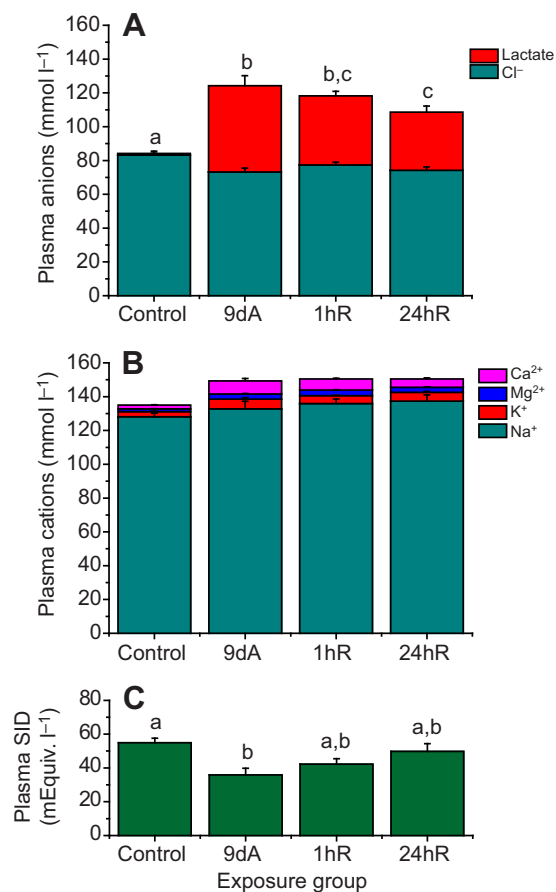 A
Plasma anions (mmol l⁻¹)
160
140
120
100
80
60
40
20
0
a
b
b,c
c
Lactate
Cl⁻
Control 9dA 1hR 24hR
B
Plasma cations (mmol l⁻¹)
160
140
120
100
80
60
40
20
0
Ca²⁺
Mg²⁺
K⁺
Na⁺
Control 9dA 1hR 24hR
C
Plasma SID
(mEquiv. l⁻¹)
80
60
40
20
0
a
b
a,b
a,b
Control 9dA 1hR 24hR
Exposure group